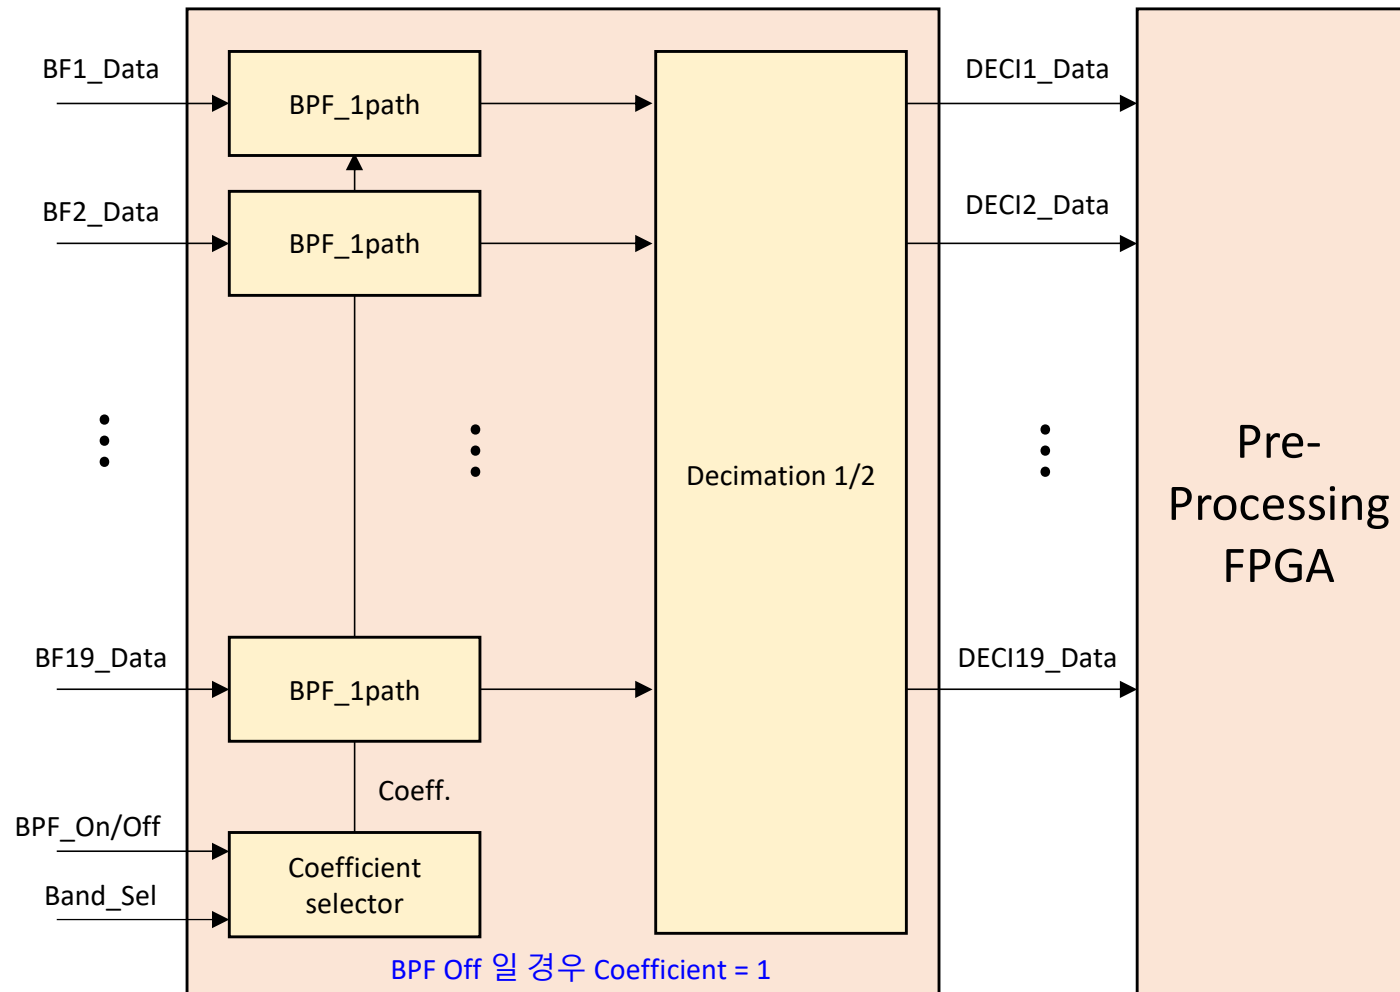 BF1_Data
BPF_1path
DECI1_Data
BF2_Data
BPF_1path
DECI2_Data
Decimation 1/2
Pre-
Processing
FPGA
BF19_Data
BPF_1path
DECI19_Data
Coeff.
BPF_On/Off
Band_Sel
Coefficient
selector
BPF Off 일 경우 Coefficient = 1